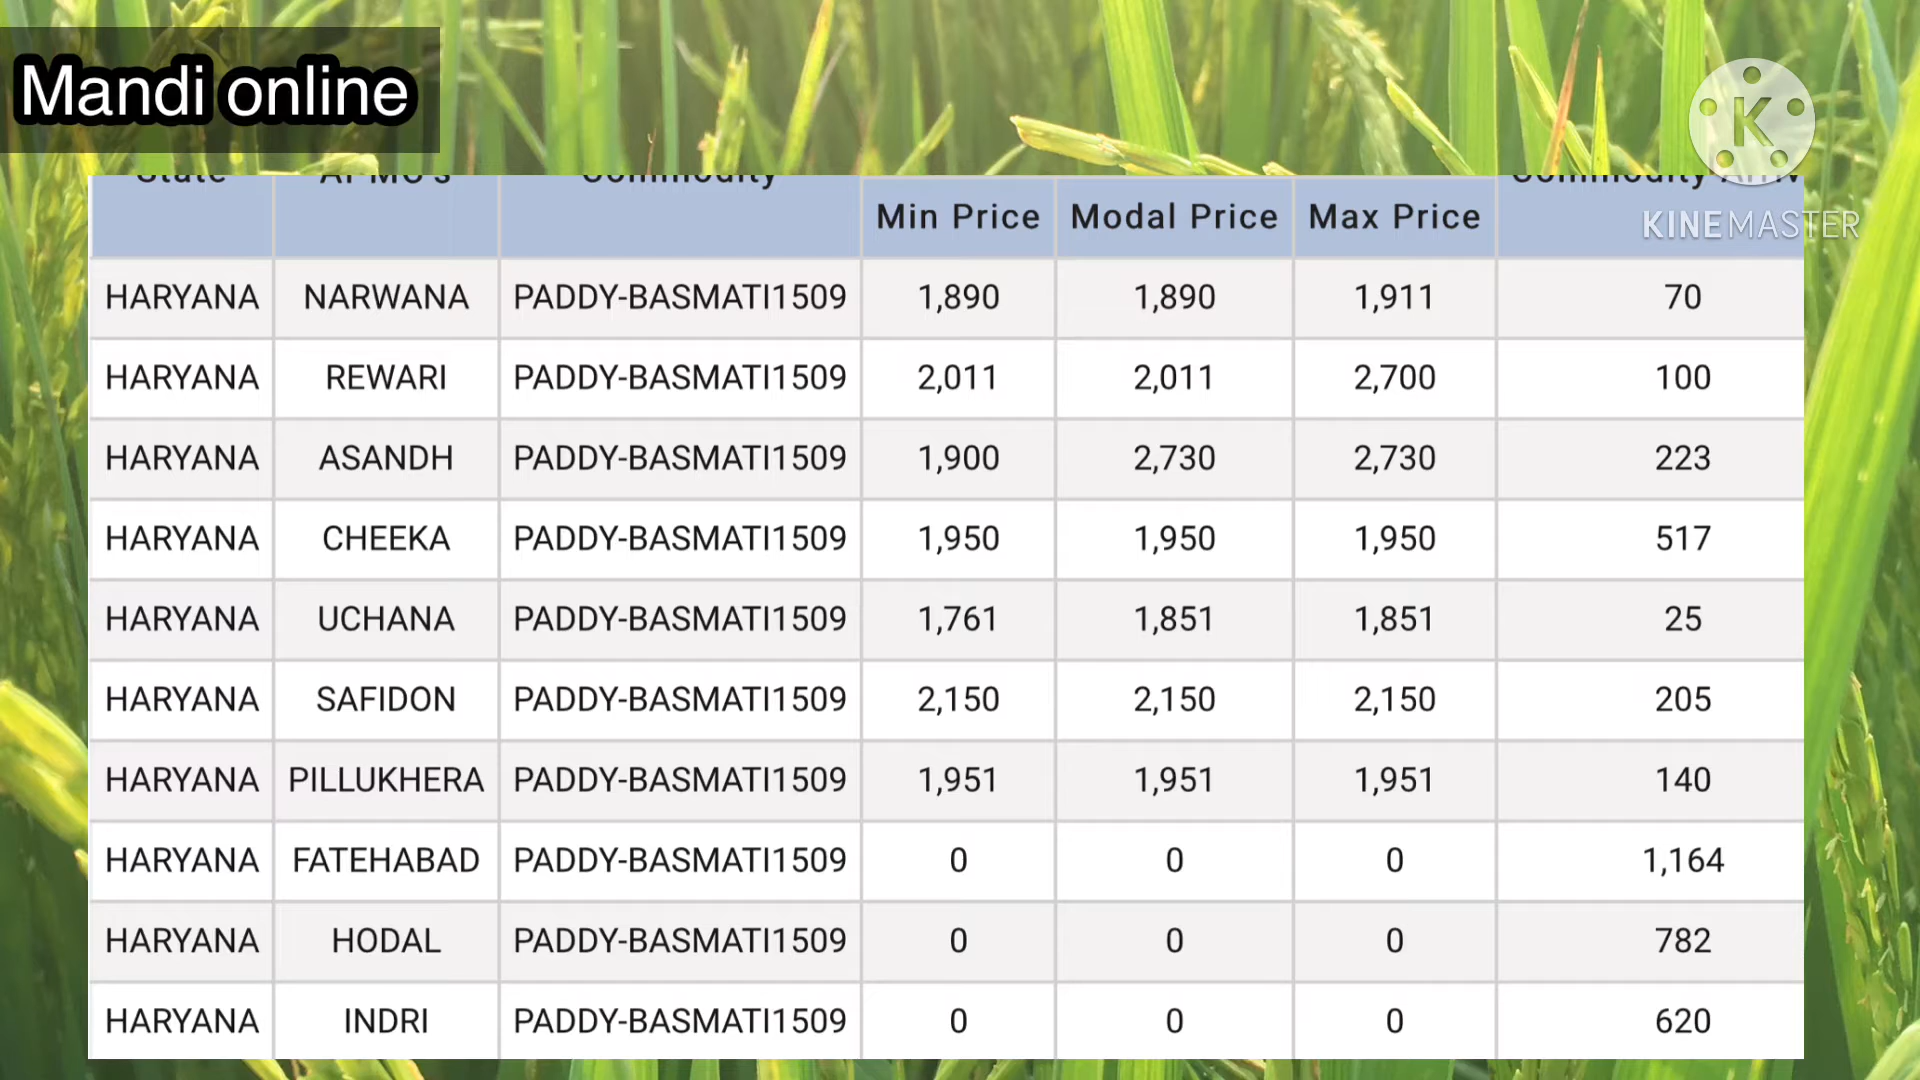 Mandi online
K
KINEMASTER
State APMC's Commodity Commodity Arriv
Min Price Modal Price Max Price
HARYANA NARWANA PADDY-BASMATI1509 1,890 1,890 1,911 70
HARYANA REWARI PADDY-BASMATI1509 2,011 2,011 2,700 100
HARYANA ASANDH PADDY-BASMATI1509 1,900 2,730 2,730 223
HARYANA CHEEKA PADDY-BASMATI1509 1,950 1,950 1,950 517
HARYANA UCHANA PADDY-BASMATI1509 1,761 1,851 1,851 25
HARYANA SAFIDON PADDY-BASMATI1509 2,150 2,150 2,150 205
HARYANA PILLUKHERA PADDY-BASMATI1509 1,951 1,951 1,951 140
HARYANA FATEHABAD PADDY-BASMATI1509 0 0 0 1,164
HARYANA HODAL PADDY-BASMATI1509 0 0 0 782
HARYANA INDRI PADDY-BASMATI1509 0 0 0 620